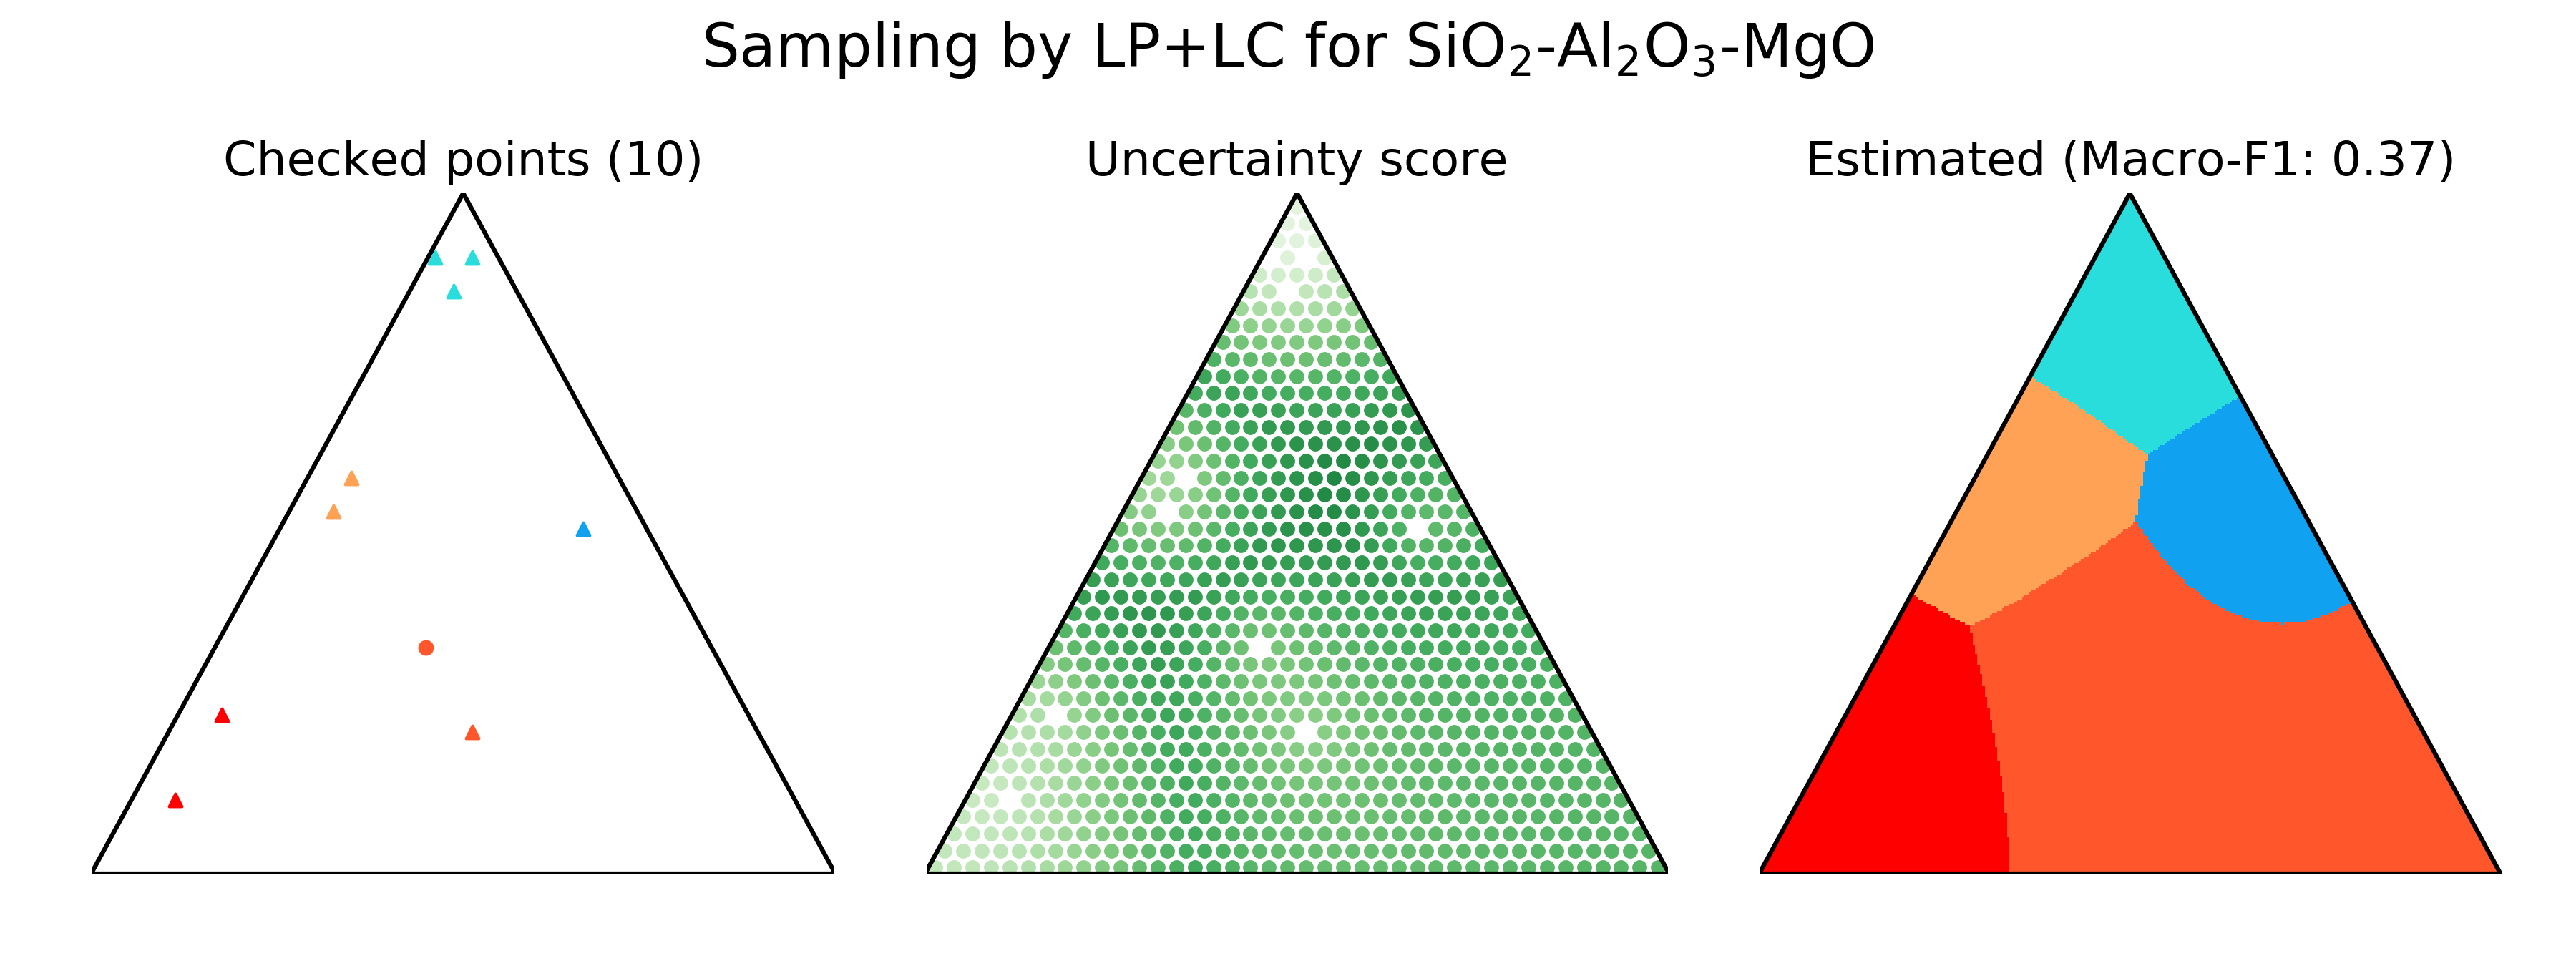 Sampling by LP+LC for SiO₂-Al₂O₃-MgO
Checked points (10)
Uncertainty score
Estimated (Macro-F1: 0.37)